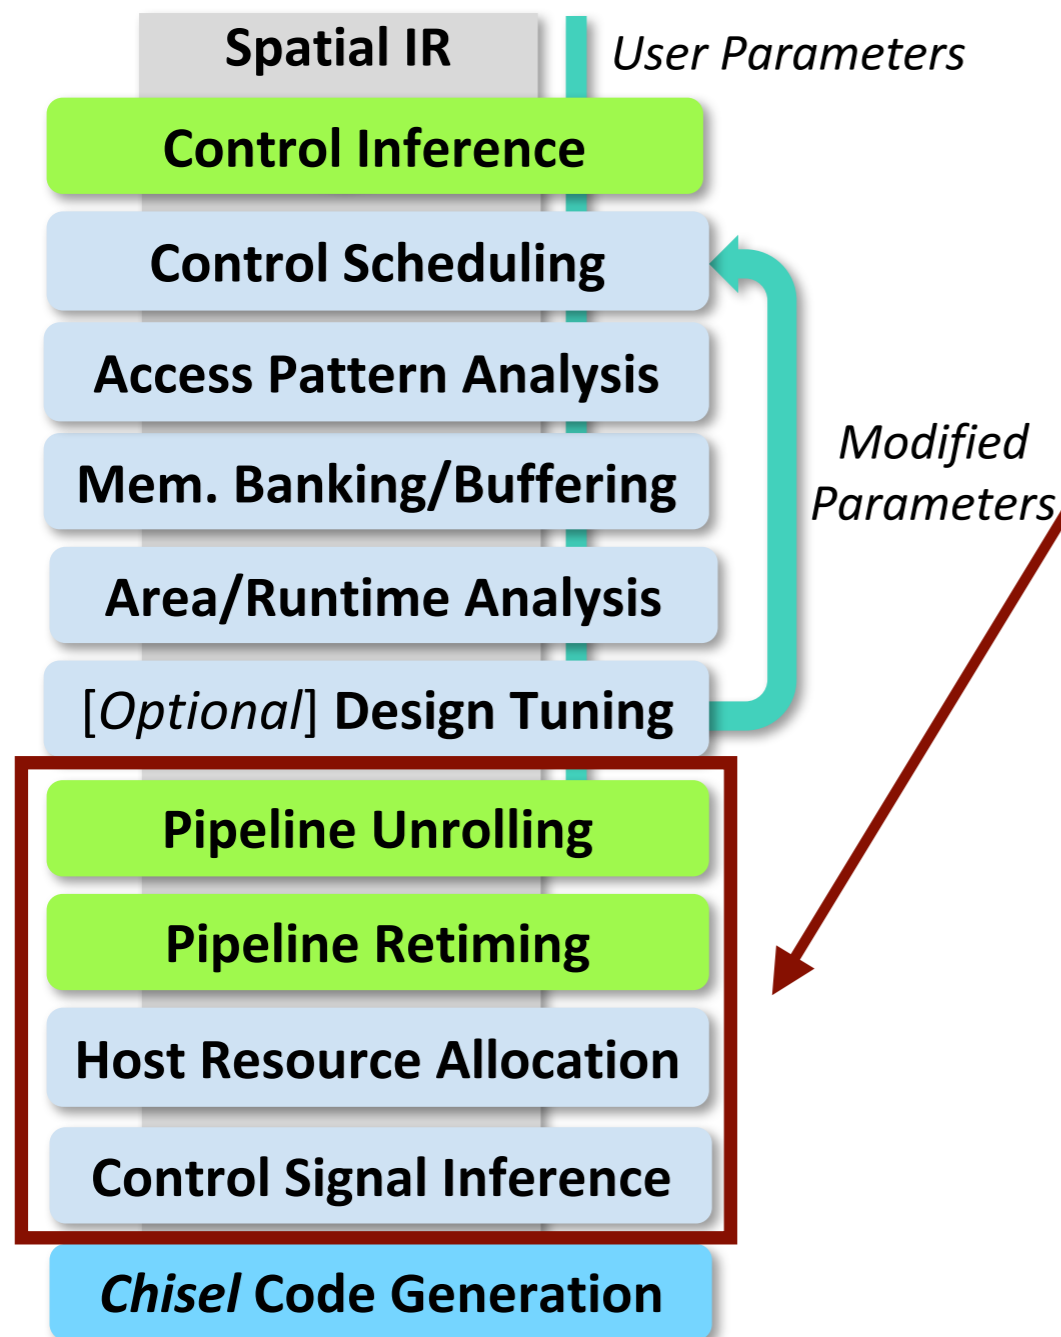 Spatial IR
User Parameters
Control Inference
Control Scheduling
Access Pattern Analysis
Modified
Parameters
Mem. Banking/Buffering
Area/Runtime Analysis
[Optional] Design Tuning
Pipeline Unrolling
Pipeline Retiming
Host Resource Allocation
Control Signal Inference
Chisel Code Generation